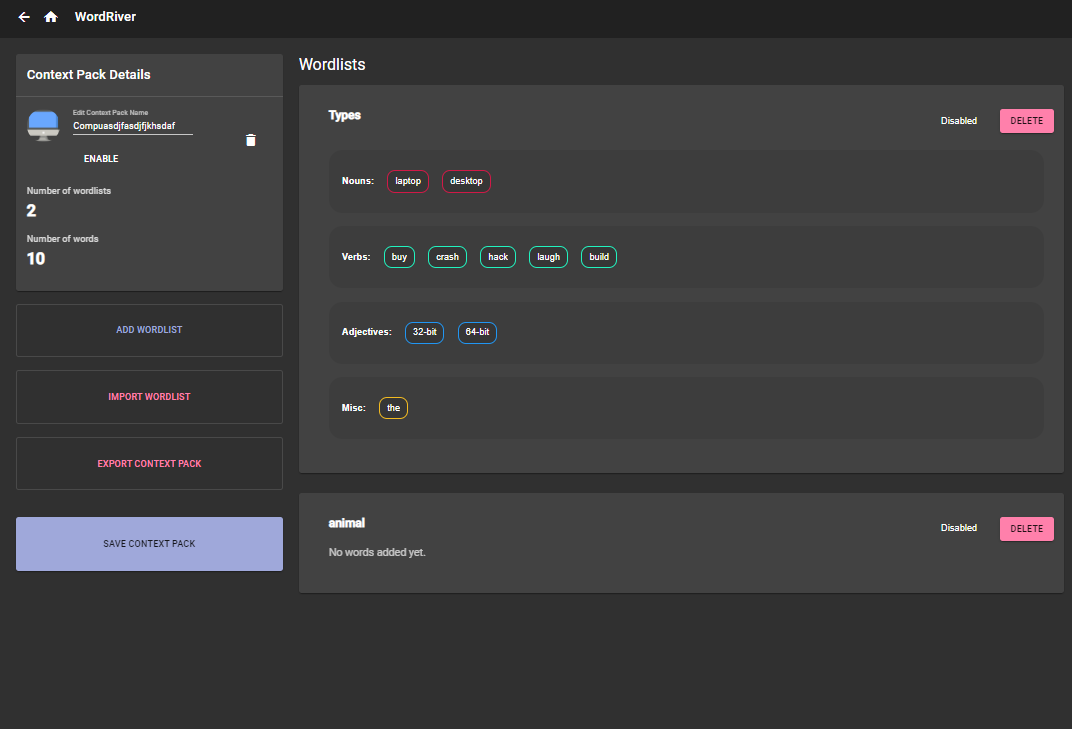 WordRiver
Context Pack Details
Edit Context Pack Name
Compuasdjfasdjfjkhsdaf
ENABLE
Number of wordlists
2
Number of words
10
ADD WORDLIST
IMPORT WORDLIST
EXPORT CONTEXT PACK
SAVE CONTEXT PACK
Wordlists
Types
Disabled
DELETE
Nouns: laptop desktop
Verbs: buy crash hack laugh build
Adjectives: 32-bit 64-bit
Misc: the
animal
Disabled
DELETE
No words added yet.